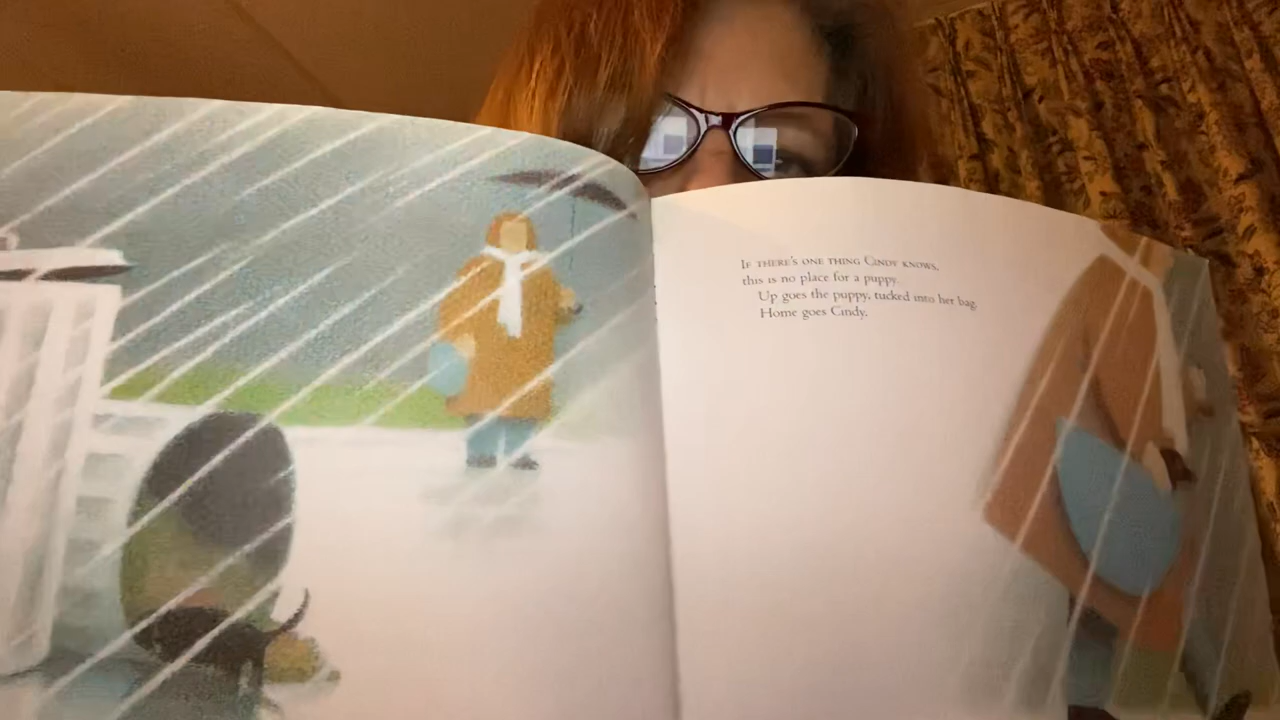 IF THERE'S ONE THING CINDY KNOWS,
this is no place for a puppy.
Up goes the puppy, tucked into her bag.
Home goes Cindy.